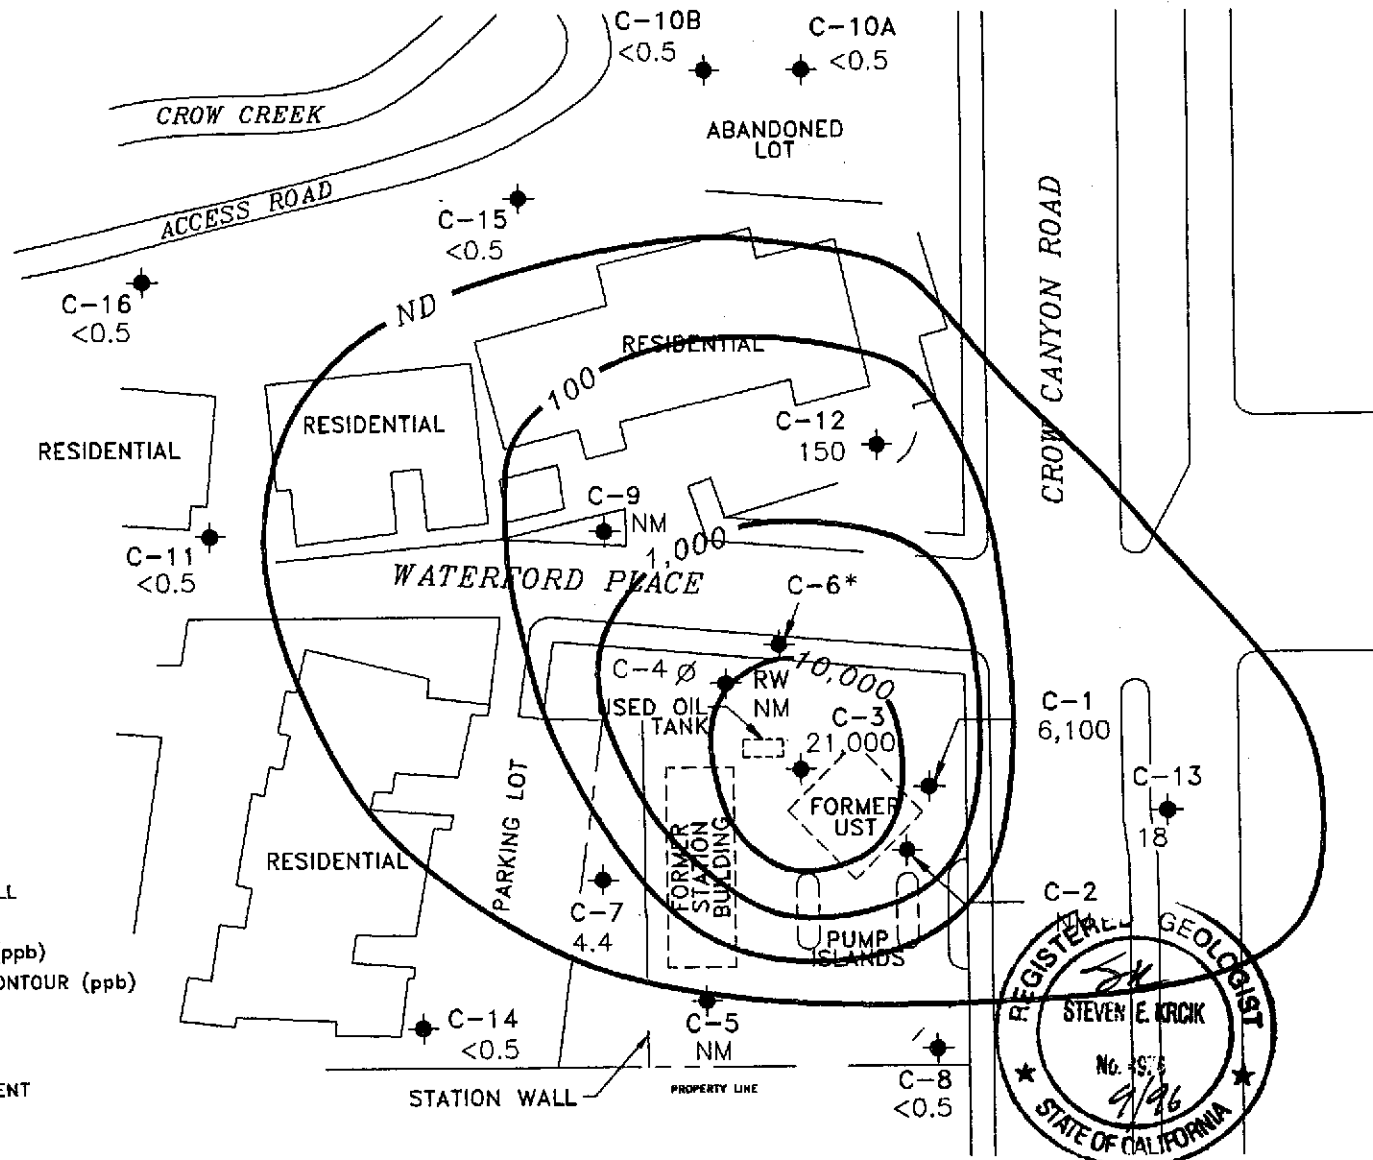 C-10B
<0.5
C-10A
<0.5
CROW CREEK
ABANDONED
LOT
ACCESS ROAD
C-15
<0.5
CROW CANYON ROAD
C-16
<0.5
ND
RESIDENTIAL
100
RESIDENTIAL
RESIDENTIAL
C-12
150
C-9
NM
1,000
C-11
<0.5
WATERFORD PLACE
C-6*
C-4 Ø
RW
NM
10,000
USED OIL
TANK
C-3
21,000
C-1
6,100
C-13
18
FORMER
UST
PARKING LOT
FORMER
STATION
BUILDING
RESIDENTIAL
C-7
4.4
C-2
PUMP
ISLANDS
(ppb)
CONTOUR (ppb)
C-14
<0.5
C-5
NM
C-8
<0.5
STATION WALL
PROPERTY LINE
REGISTERED GEOLOGIST
STEVEN E. KRCIK
No.
9/96
STATE OF CALIFORNIA